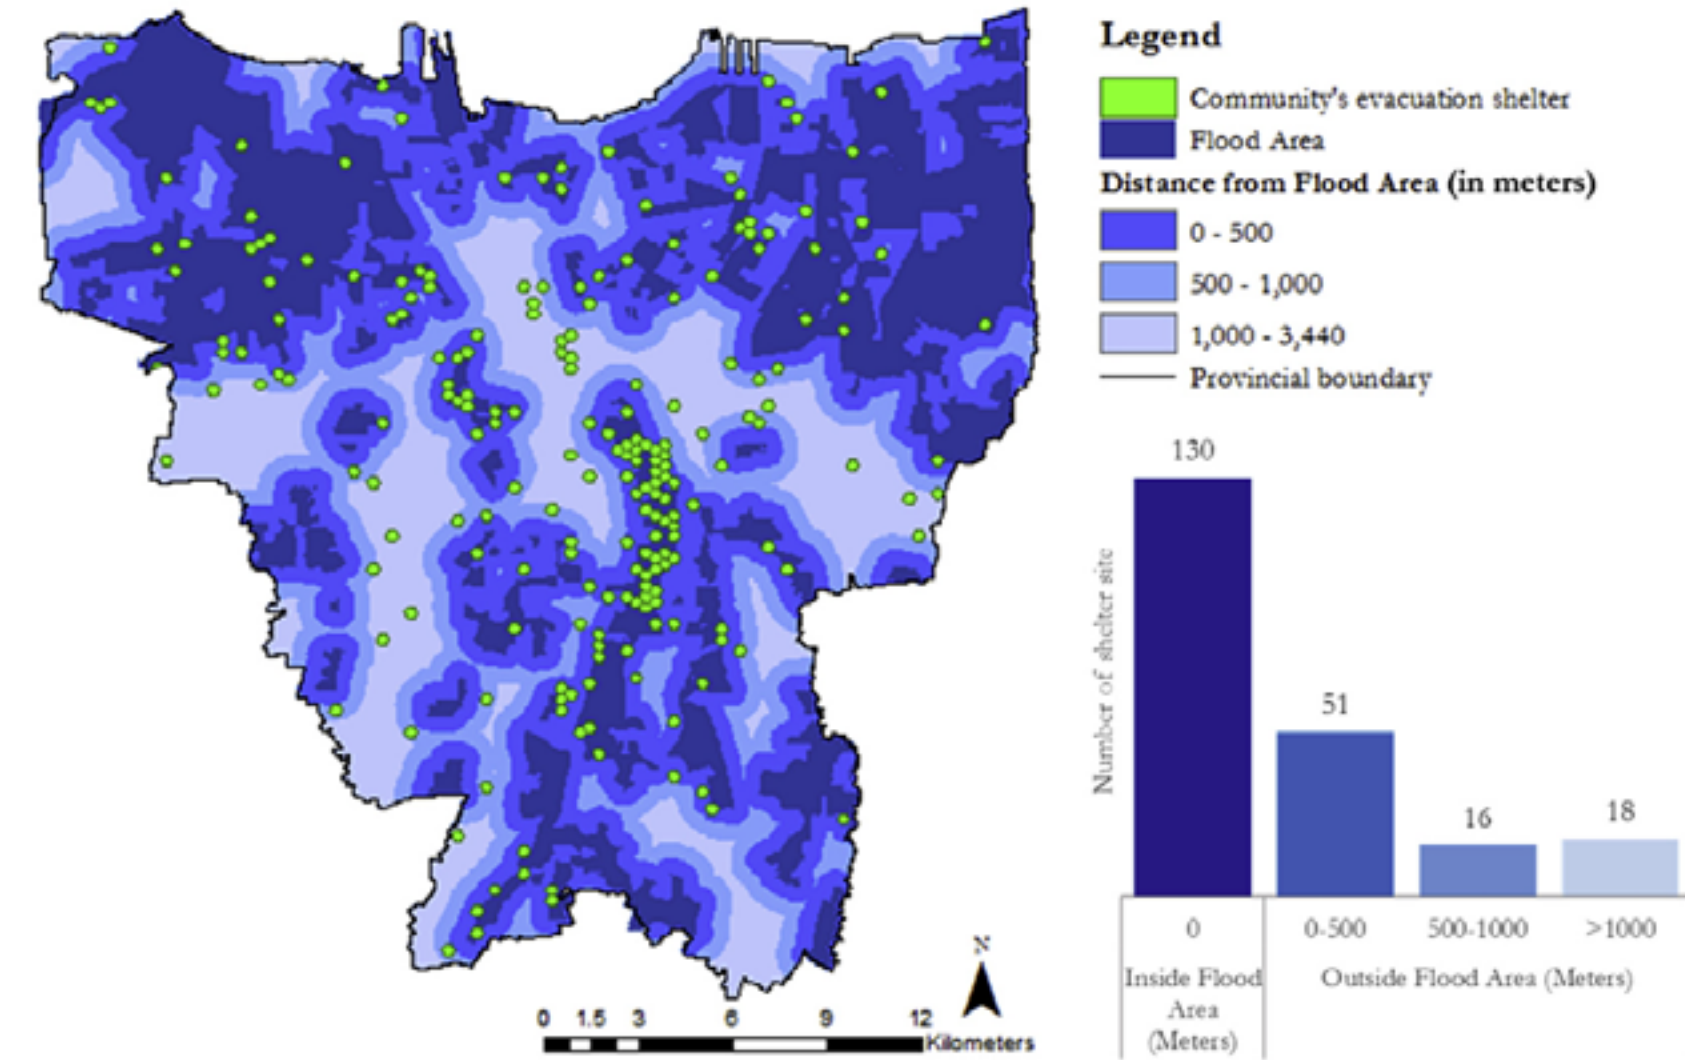 Legend
Community's evacuation shelter
Flood Area
Distance from Flood Area (in meters)
0 - 500
500 - 1,000
1,000 - 3,440
Provincial boundary
130
51
16
18
Number of shelter site
0
0-500
500-1000
>1000
Inside Flood
Area
(Meters)
Outside Flood Area (Meters)
N
0 1.5 3 6 9 12
Kilometers